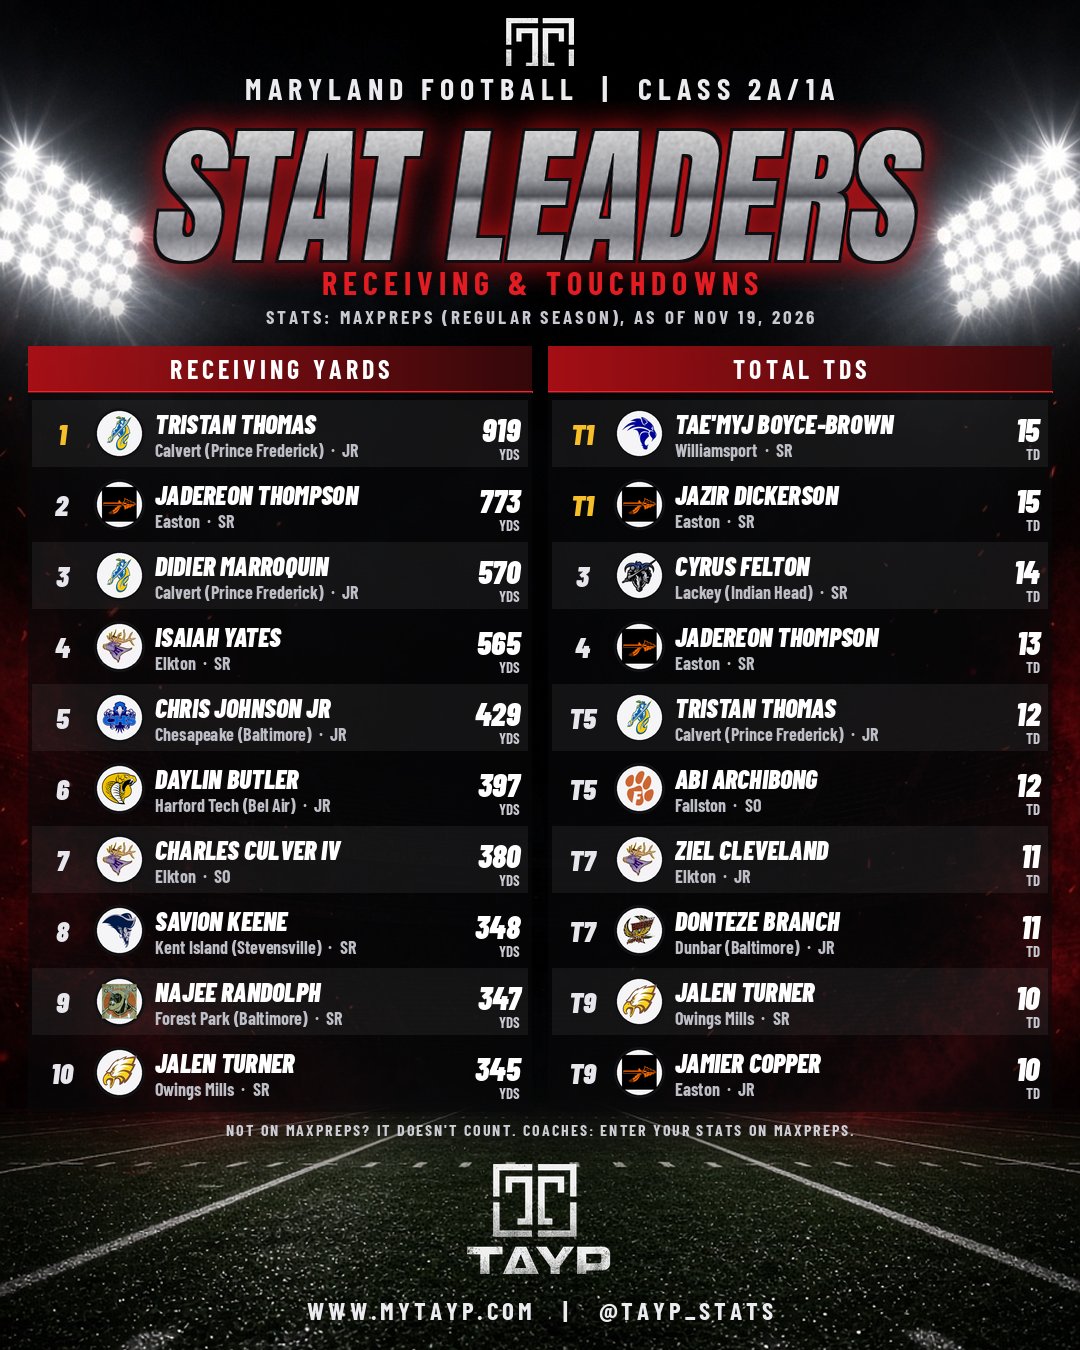 MARYLAND FOOTBALL | CLASS 2A/1A
STAT LEADERS
RECEIVING & TOUCHDOWNS
STATS: MAXPREPS (REGULAR SEASON), AS OF NOV 19, 2026
RECEIVING YARDS
1 TRISTAN THOMAS 919
Calvert (Prince Frederick) · JR YDS
2 JADEREON THOMPSON 773
Easton · SR YDS
3 DIDIER MARROQUIN 570
Calvert (Prince Frederick) · JR YDS
4 ISAIAH YATES 565
Elkton · SR YDS
5 CHRIS JOHNSON JR 429
Chesapeake (Baltimore) · JR YDS
6 DAYLIN BUTLER 397
Harford Tech (Bel Air) · JR YDS
7 CHARLES CULVER IV 380
Elkton · SO YDS
8 SAVION KEENE 348
Kent Island (Stevensville) · SR YDS
9 NAJEE RANDOLPH 347
Forest Park (Baltimore) · SR YDS
10 JALEN TURNER 345
Owings Mills · SR YDS
TOTAL TDS
T1 TAE'MYJ BOYCE-BROWN 15
Williamsport · SR TD
T1 JAZIR DICKERSON 15
Easton · SR TD
3 CYRUS FELTON 14
Lackey (Indian Head) · SR TD
4 JADEREON THOMPSON 13
Easton · SR TD
T5 TRISTAN THOMAS 12
Calvert (Prince Frederick) · JR TD
T5 ABI ARCHIBONG 12
Fallston · SO TD
T7 ZIEL CLEVELAND 11
Elkton · JR TD
T7 DONTEZE BRANCH 11
Dunbar (Baltimore) · JR TD
T9 JALEN TURNER 10
Owings Mills · SR TD
T9 JAMIER COPPER 10
Easton · JR TD
NOT ON MAXPREPS? IT DOESN'T COUNT. COACHES: ENTER YOUR STATS ON MAXPREPS.
TAYP
WWW.MYTAYP.COM | @TAYP_STATS